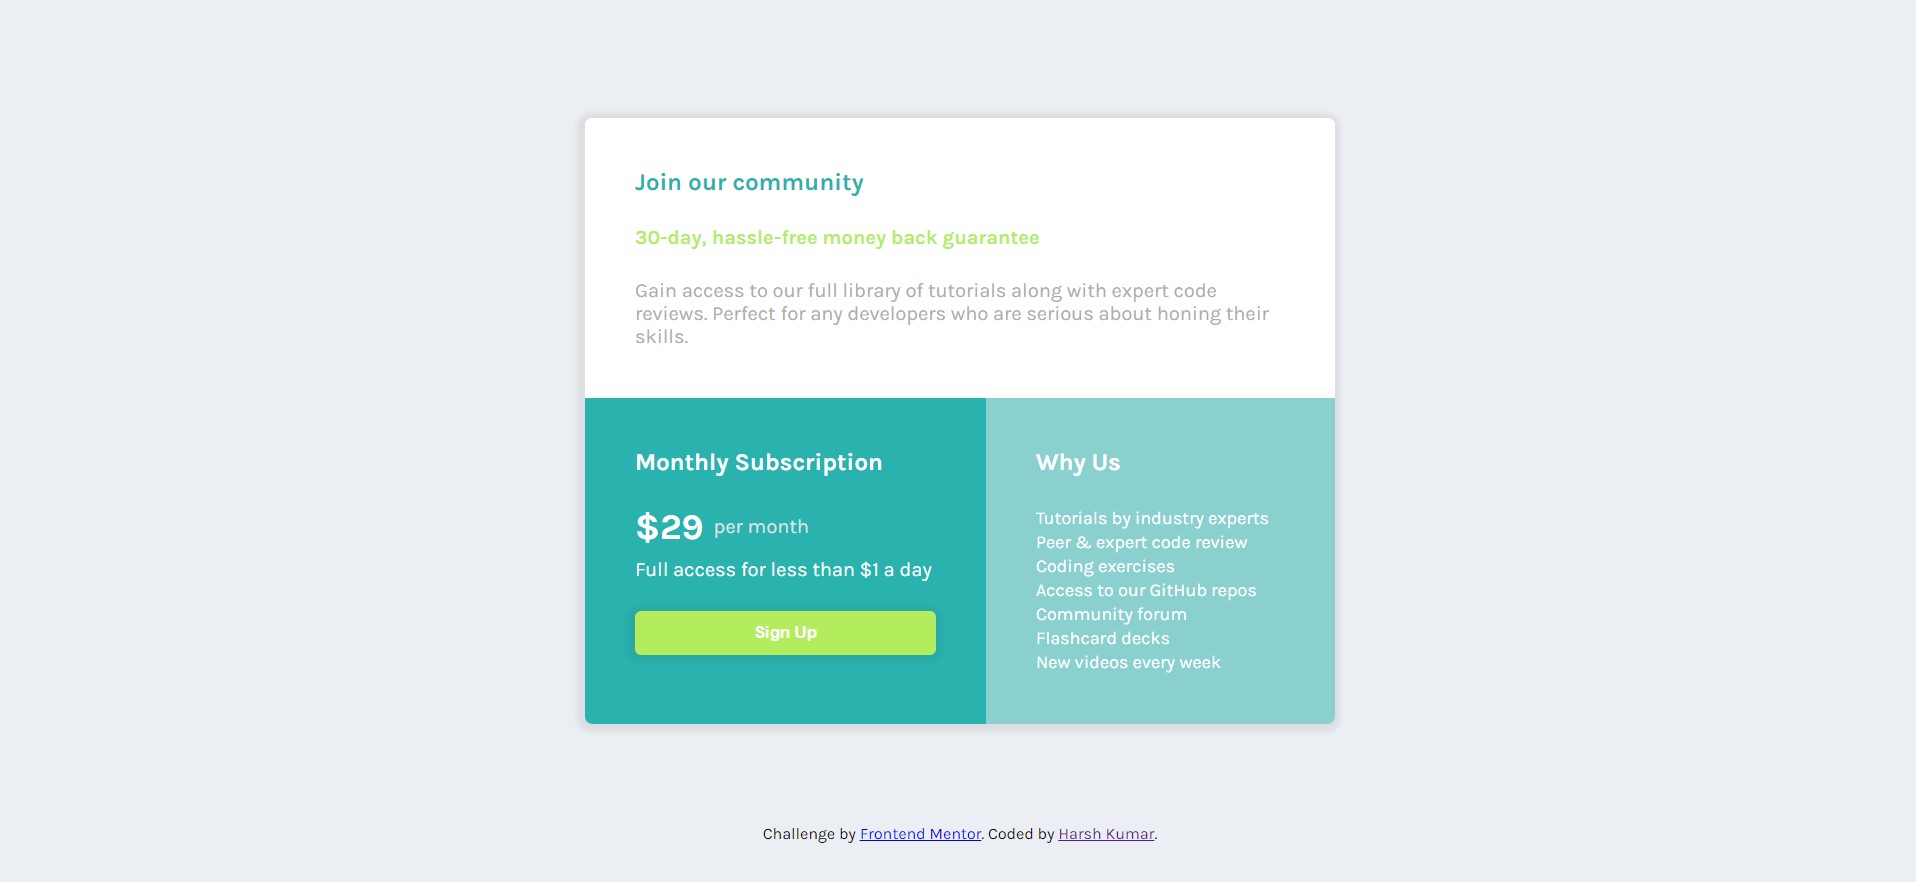 Join our community
30-day, hassle-free money back guarantee
Gain access to our full library of tutorials along with expert code
reviews. Perfect for any developers who are serious about honing their
skills.
Monthly Subscription
$29 per month
Full access for less than $1 a day
Sign Up
Why Us
Tutorials by industry experts
Peer & expert code review
Coding exercises
Access to our GitHub repos
Community forum
Flashcard decks
New videos every week
Challenge by Frontend Mentor. Coded by Harsh Kumar.